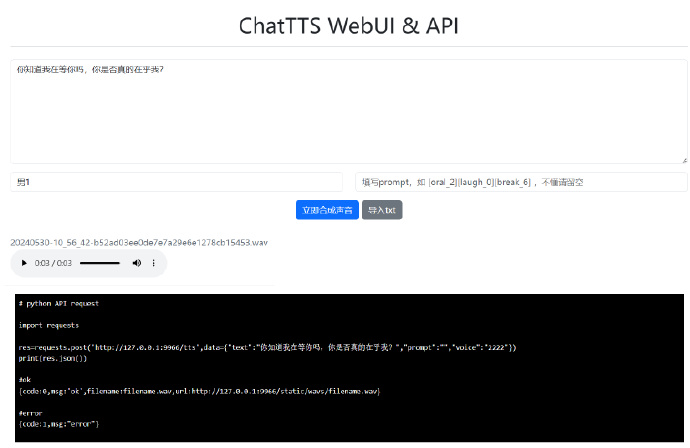 ChatTTS WebUI & API
你知道我在等你吗，你是否真的在乎我?
男1
填写prompt，如 [oral_2][laugh_0][break_6] ，不懂请留空
立即合成声音 导入txt
20240530-10_56_42-b52ad03ee0de7e7a29e6e1278cb15453.wav
0:03 / 0:03
# python API request
import requests
res=requests.post('http://127.0.0.1:9966/tts',data={"text":"你知道我在等你吗，你是否真的在乎我? ","prompt":"","voice":"2222"})
print(res.json())
#ok
{code:0,msg:'ok',filename:filename.wav,url:http://127.0.0.1:9966/static/wavs/filename.wav}
#error
{code:1,msg:"error"}